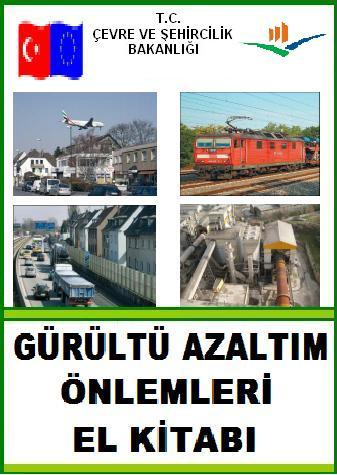 T.C.
ÇEVRE VE ŞEHİRCİLİK
BAKANLIĞI
GÜRÜLTÜ AZALTIM
ÖNLEMLERİ
EL KİTABI